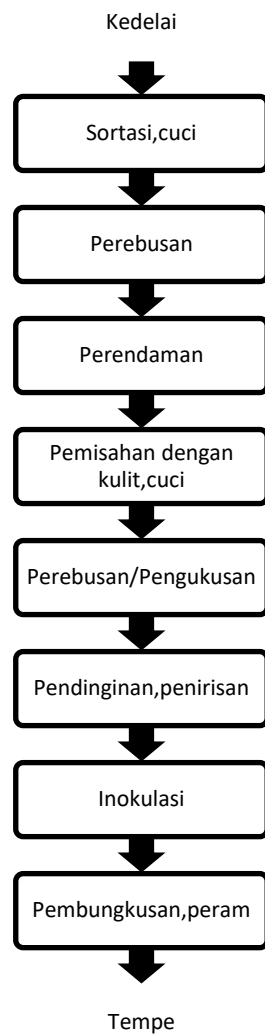 Kedelai
Sortasi,cuci
Perebusan
Perendaman
Pemisahan dengan
kulit,cuci
Perebusan/Pengukusan
Pendinginan,penirisan
Inokulasi
Pembungkusan,peram
Tempe